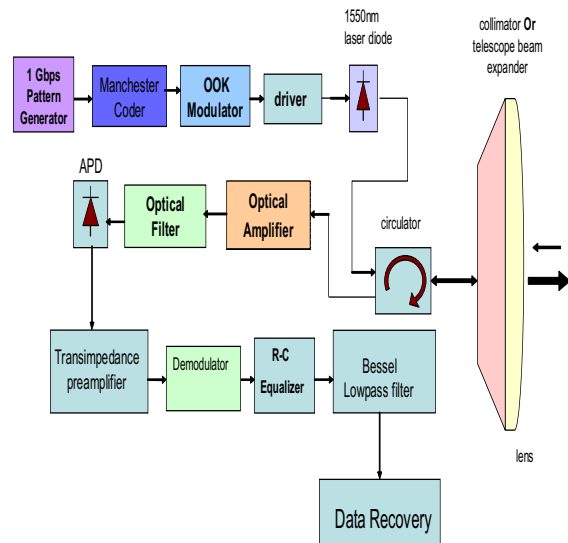 1550nm
laser diode
collimator Or
telescope beam
expander
1 Gbps
Pattern
Generator
Manchester
Coder
OOK
Modulator
driver
APD
Optical
Filter
Optical
Amplifier
circulator
Transimpedance
preamplifier
Demodulator
R-C
Equalizer
Bessel
Lowpass filter
lens
Data Recovery